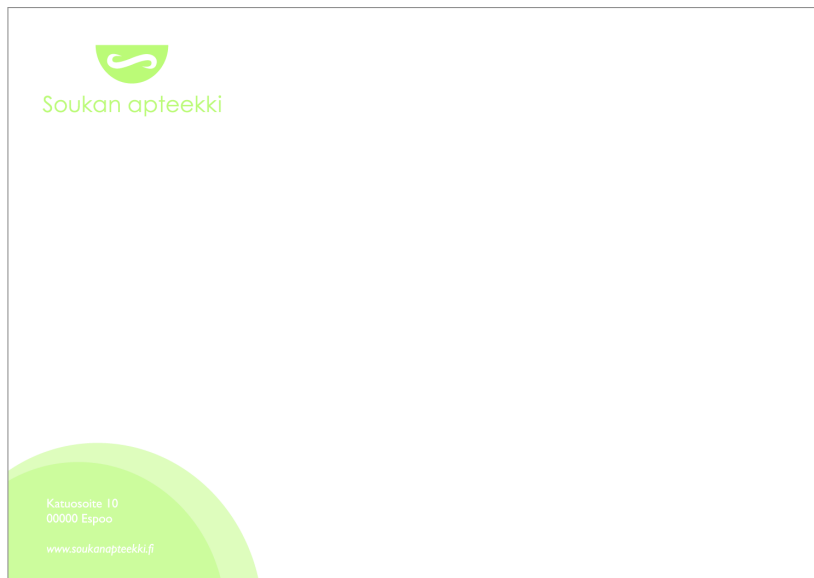 Soukan apteekki
Katuosoite 10
00000 Espoo
www.soukanapteekki.fi